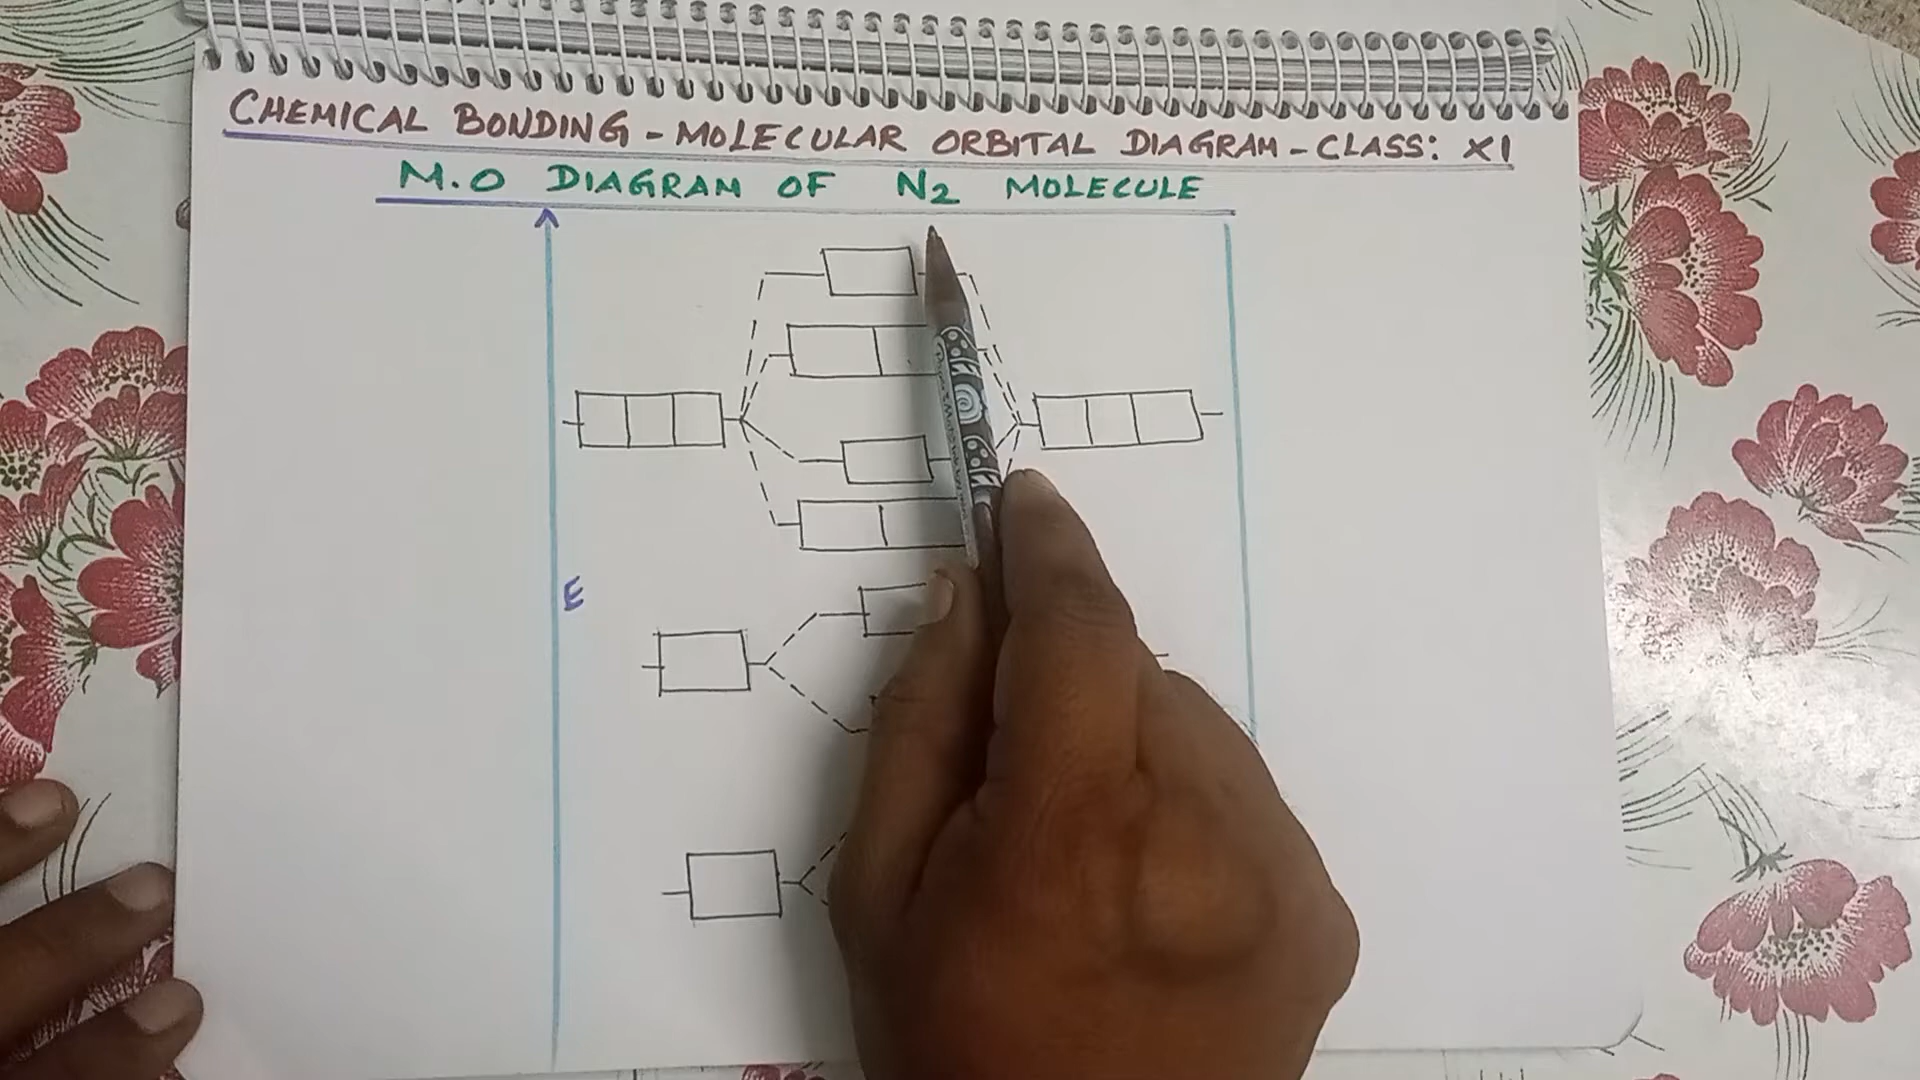 CHEMICAL BONDING - MOLECULAR ORBITAL DIAGRAM - CLASS: XI
M.O DIAGRAM OF N2 MOLECULE
E